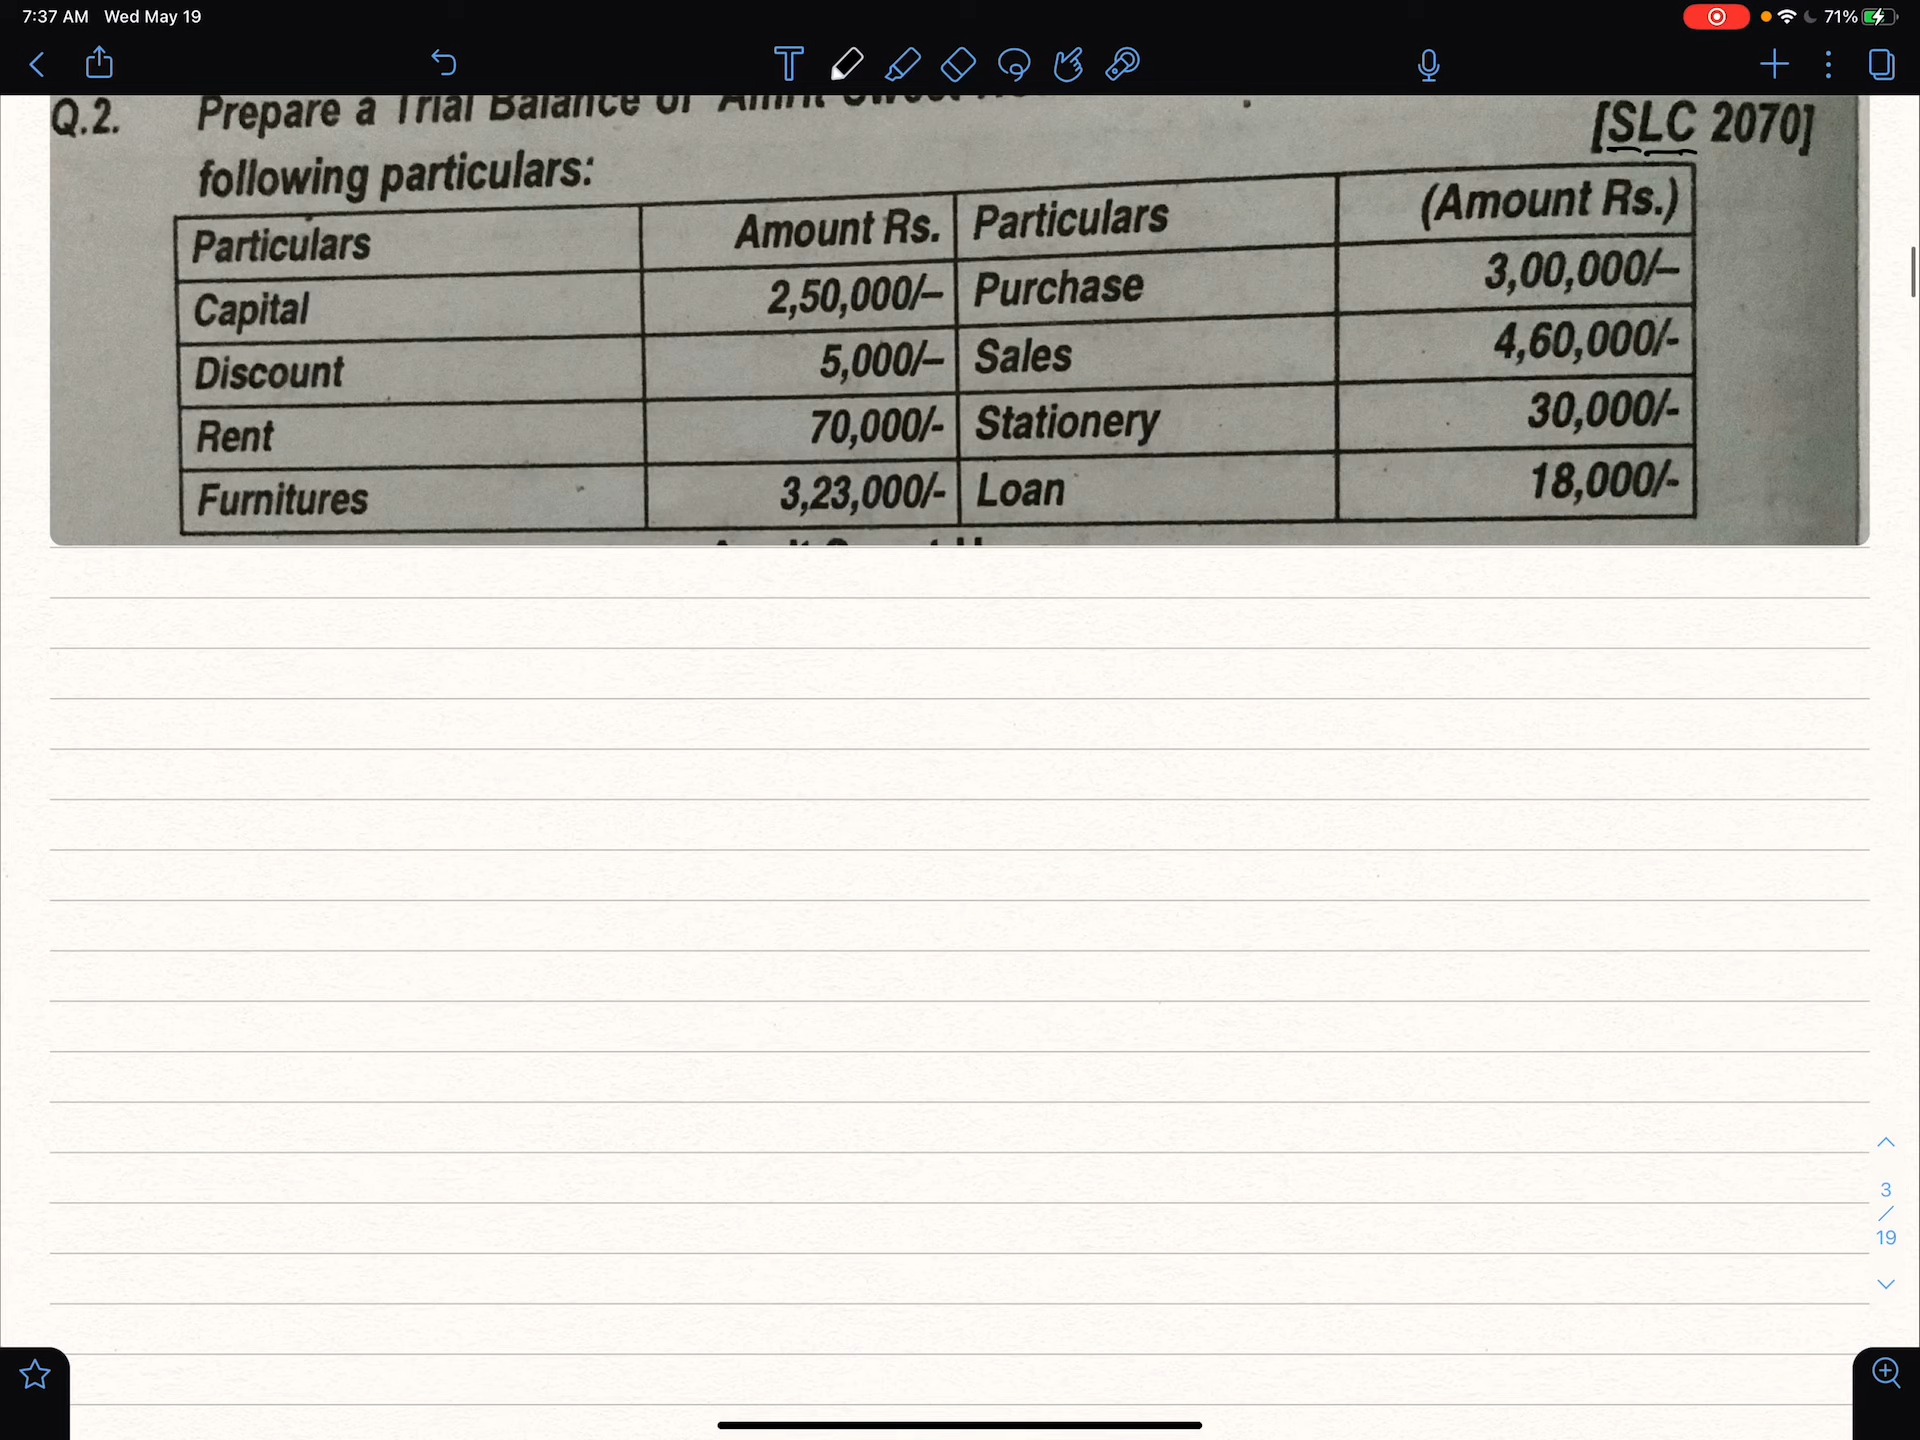 7:37 AM Wed May 19
71%
Q.2. Prepare a Trial Balance of
[SLC 2070]
following particulars:
Particulars Amount Rs. Particulars (Amount Rs.)
Capital 2,50,000/– Purchase 3,00,000/–
Discount 5,000/– Sales 4,60,000/-
Rent 70,000/- Stationery 30,000/-
Furnitures 3,23,000/- Loan 18,000/-
3
/
19